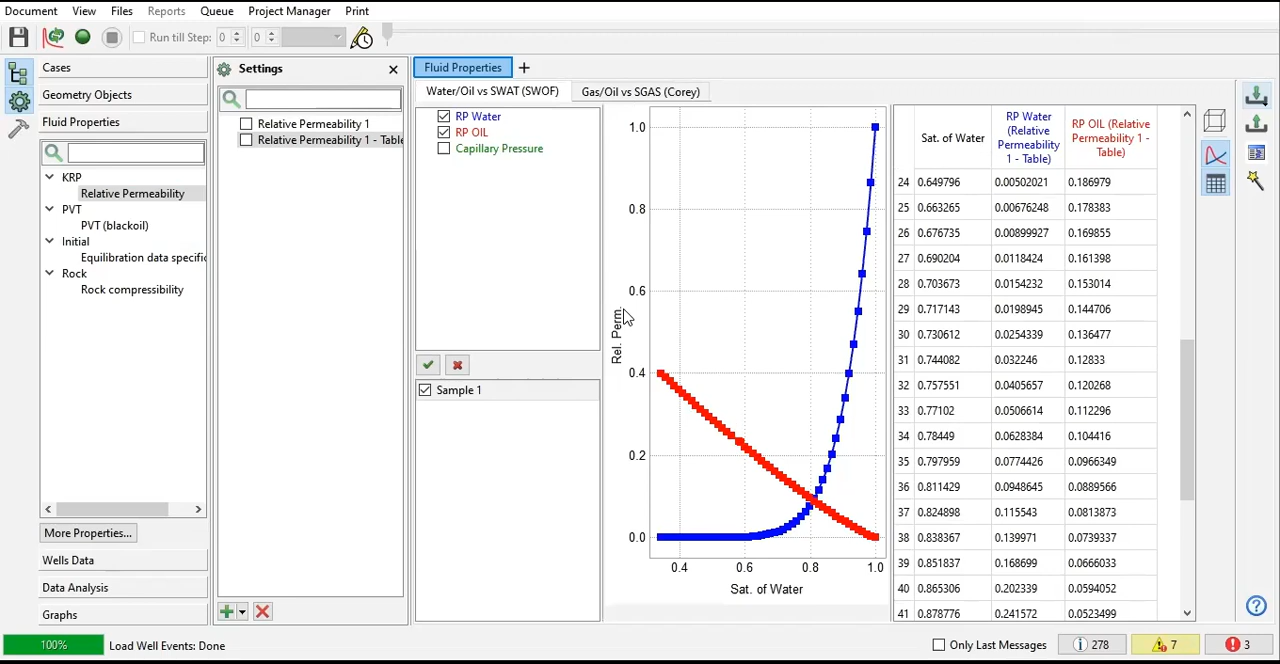 Document View Files Reports Queue Project Manager Print
Run till Step: 0 0
Cases
Geometry Objects
Fluid Properties
KRP
Relative Permeability
PVT
PVT (blackoil)
Initial
Equilibration data specific
Rock
Rock compressibility
More Properties...
Wells Data
Data Analysis
Graphs
Settings
Relative Permeability 1
Relative Permeability 1 - Table
Fluid Properties
Water/Oil vs SWAT (SWOF) Gas/Oil vs SGAS (Corey)
RP Water
RP OIL
Capillary Pressure
Sample 1
Rel. Perm.
1.0
0.8
0.6
0.4
0.2
0.0
0.4 0.6 0.8 1.0
Sat. of Water
Sat. of Water
RP Water
(Relative
Permeability
1 - Table)
RP OIL (Relative
Permeability 1 -
Table)
24 0.649796 0.00502021 0.186979
25 0.663265 0.00676248 0.178383
26 0.676735 0.00899927 0.169855
27 0.690204 0.0118424 0.161398
28 0.703673 0.0154232 0.153014
29 0.717143 0.0198945 0.144706
30 0.730612 0.0254339 0.136477
31 0.744082 0.032246 0.12833
32 0.757551 0.0405657 0.120268
33 0.77102 0.0506614 0.112296
34 0.78449 0.0628384 0.104416
35 0.797959 0.0774426 0.0966349
36 0.811429 0.0948645 0.0889566
37 0.824898 0.115543 0.0813873
38 0.838367 0.139971 0.0739337
39 0.851837 0.168699 0.0666033
40 0.865306 0.202339 0.0594052
41 0.878776 0.241572 0.0523499
100% Load Well Events: Done
Only Last Messages 278 7 3